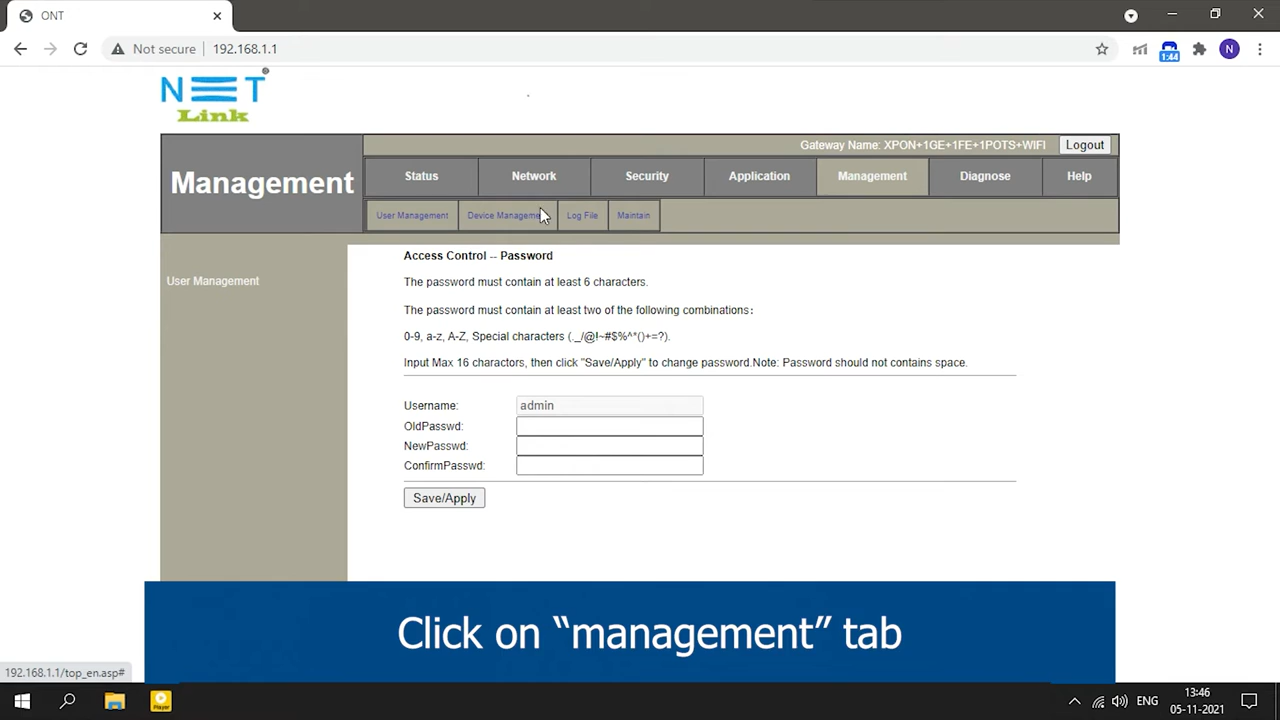 ONT
Not secure
192.168.1.1
1:44
N
NET
Link
Gateway Name: XPON+1GE+1FE+1POTS+WIFI
Logout
Management
Status
Network
Security
Application
Management
Diagnose
Help
User Management
Device Manageme
Log File
Maintain
User Management
Access Control -- Password
The password must contain at least 6 characters.
The password must contain at least two of the following combinations:
0-9, a-z, A-Z, Special characters (._/@!~#$%^*()+=?).
Input Max 16 charactors, then click "Save/Apply" to change password.Note: Password should not contains space.
Username:
admin
OldPasswd:
NewPasswd:
ConfirmPasswd:
Save/Apply
Click on “management” tab
192.168.1.1/top_en.asp#
Player
ENG
13:46
05-11-2021